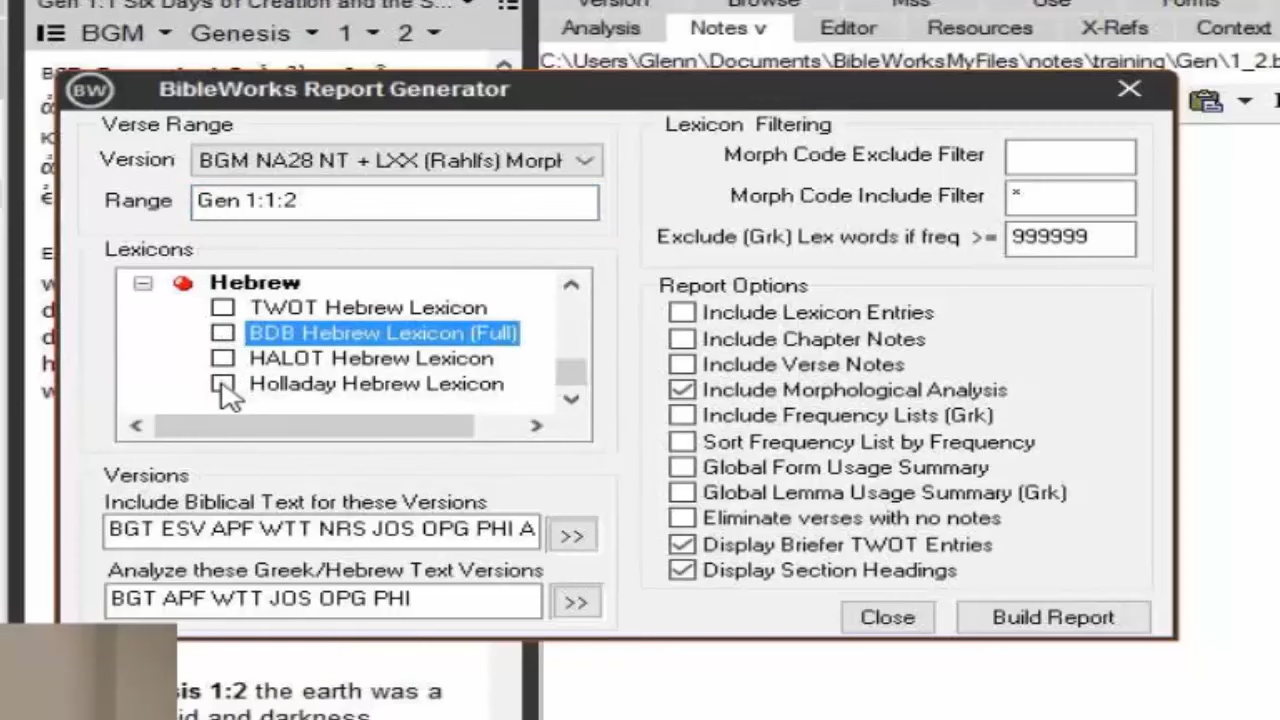 Gen 1:1 Six Days of Creation and the S...
BGM Genesis 1 2
Version Browse Mss Use Forms
Analysis Notes v Editor Resources X-Refs Context
C:\Users\Glenn\Documents\BibleWorksMyFiles\notes\training\Gen\1_2.b
BW BibleWorks Report Generator
Verse Range
Version BGM NA28 NT + LXX (Rahlfs) Morph
Range Gen 1:1:2
Lexicons
Hebrew
TWOT Hebrew Lexicon
BDB Hebrew Lexicon (Full)
HALOT Hebrew Lexicon
Holladay Hebrew Lexicon
Versions
Include Biblical Text for these Versions
BGT ESV APF WTT NRS JOS OPG PHI A
>>
Analyze these Greek/Hebrew Text Versions
BGT APF WTT JOS OPG PHI
>>
Lexicon Filtering
Morph Code Exclude Filter
Morph Code Include Filter *
Exclude (Grk) Lex words if freq >= 999999
Report Options
Include Lexicon Entries
Include Chapter Notes
Include Verse Notes
Include Morphological Analysis
Include Frequency Lists (Grk)
Sort Frequency List by Frequency
Global Form Usage Summary
Global Lemma Usage Summary (Grk)
Eliminate verses with no notes
Display Briefer TWOT Entries
Display Section Headings
Close Build Report
sis 1:2 the earth was a
id and darkness